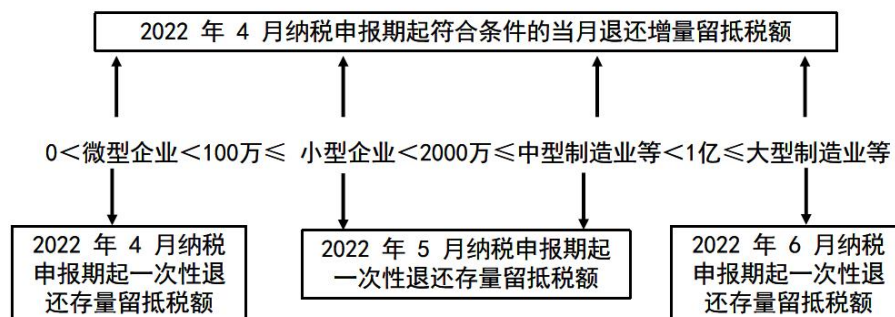 2022 年 4 月纳税申报期起符合条件的当月退还增量留抵税额
0＜微型企业＜100万≤ 小型企业＜2000万≤中型制造业等＜1亿≤大型制造业等
2022 年 4 月纳税
申报期起一次性退
还存量留抵税额
2022 年 5 月纳税申报期起
一次性退还存量留抵税额
2022 年 6 月纳税
申报期起一次性退
还存量留抵税额